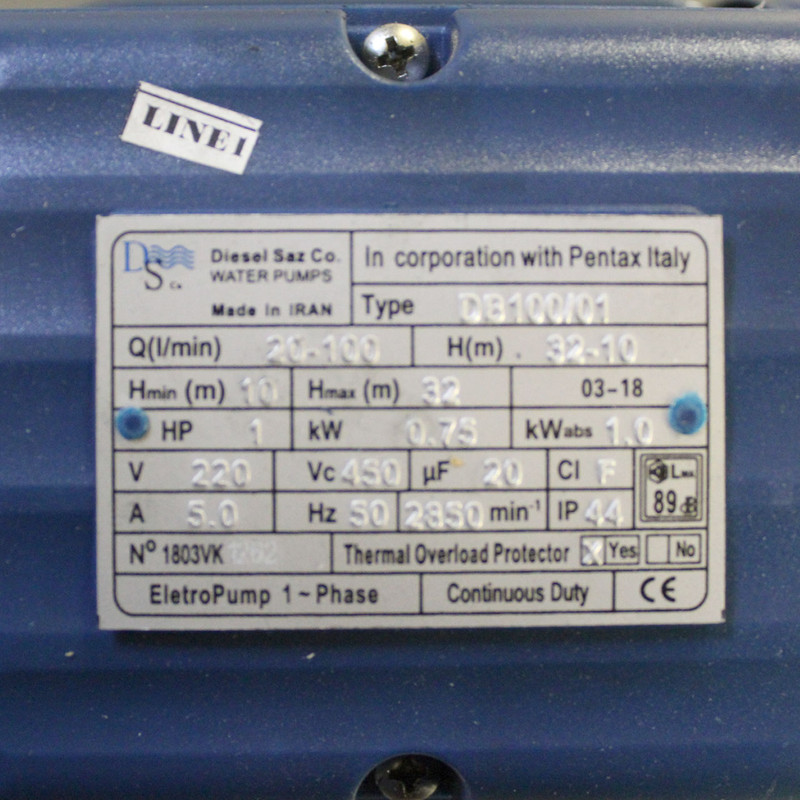 LINE1
DS Co. Diesel Saz Co.
WATER PUMPS
Made In IRAN
In corporation with Pentax Italy
Type DB100/01
Q(l/min) 20-100 H(m) 32-10
Hmin (m) 10 Hmax (m) 32 03-18
HP 1 kW 0.75 kWabs 1.0
V 220 Vc 450 µF 20 Cl F LWA
A 5.0 Hz 50 2850 min-1 IP 44 89 dB
Nº 1803VK Thermal Overload Protector X Yes No
EletroPump 1~Phase Continuous Duty CE